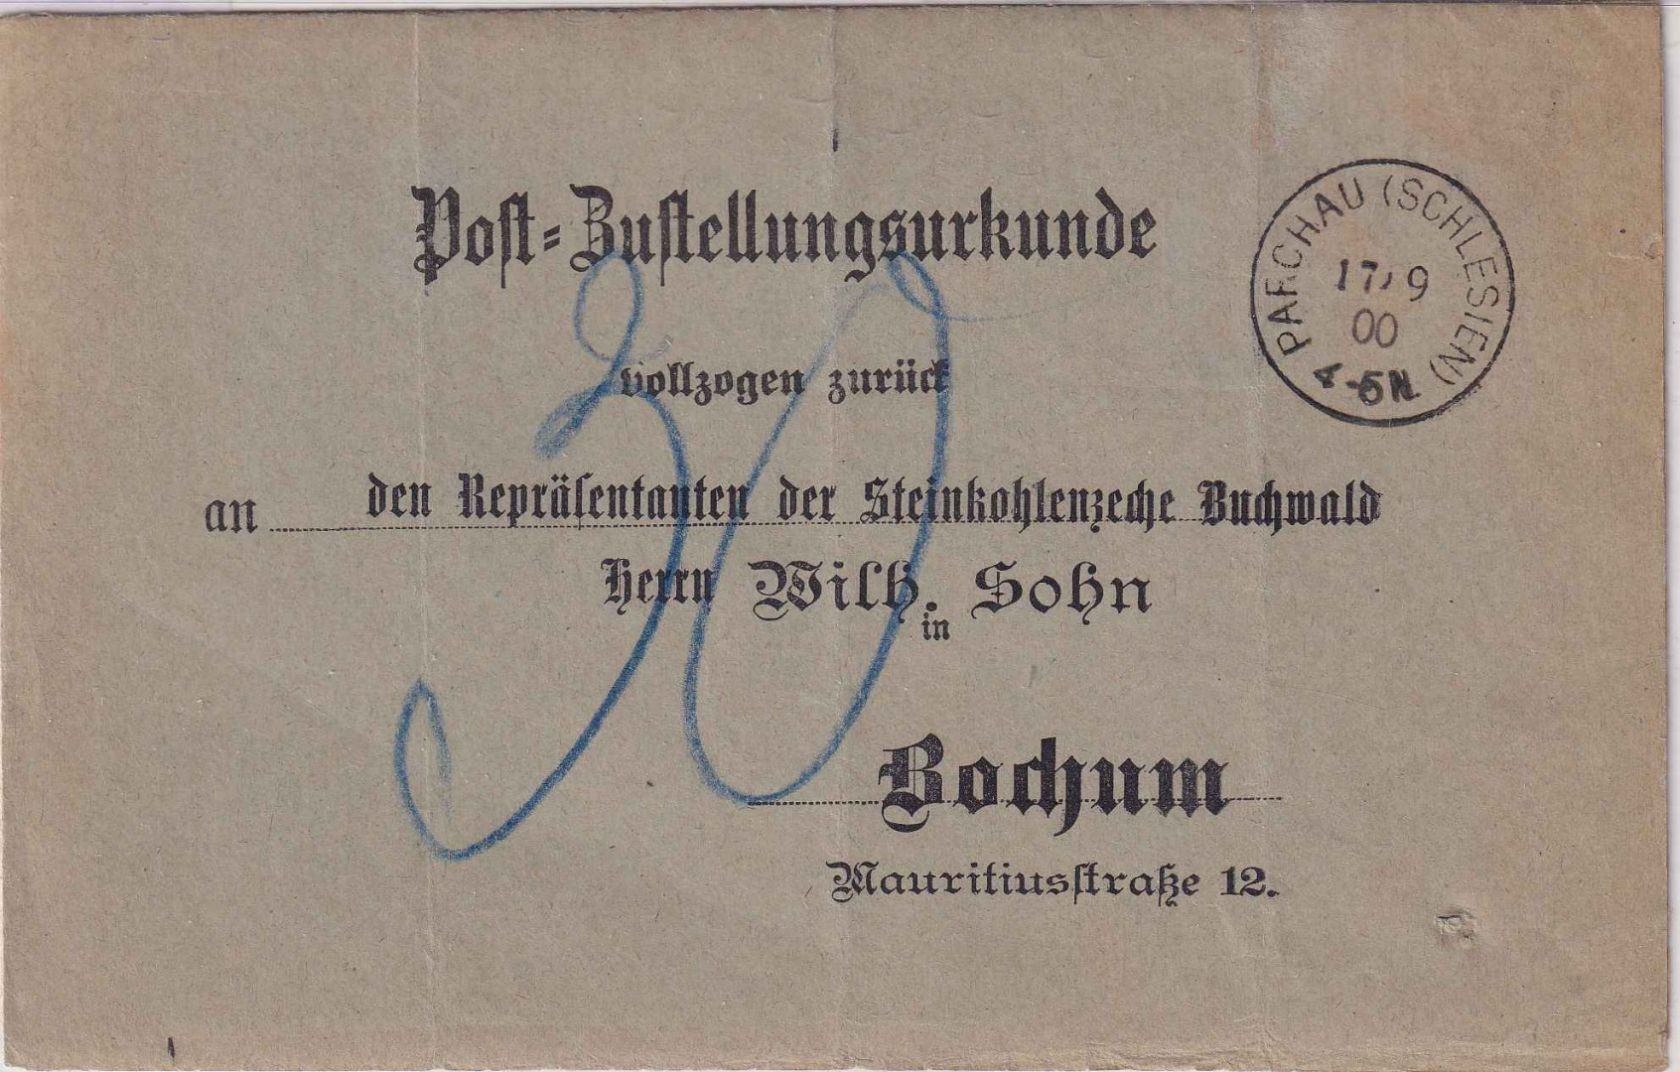 Post-Zustellungsurkunde
PARCHAU (SCHLESIEN)
17/9
00
4-5N.
vollzogen zurück
an den Repräsentanten der Steinkohlenzeche Buchwald
Herrn Wilh. Sohn
in
Bochum
Mauritiusstraße 12.
30